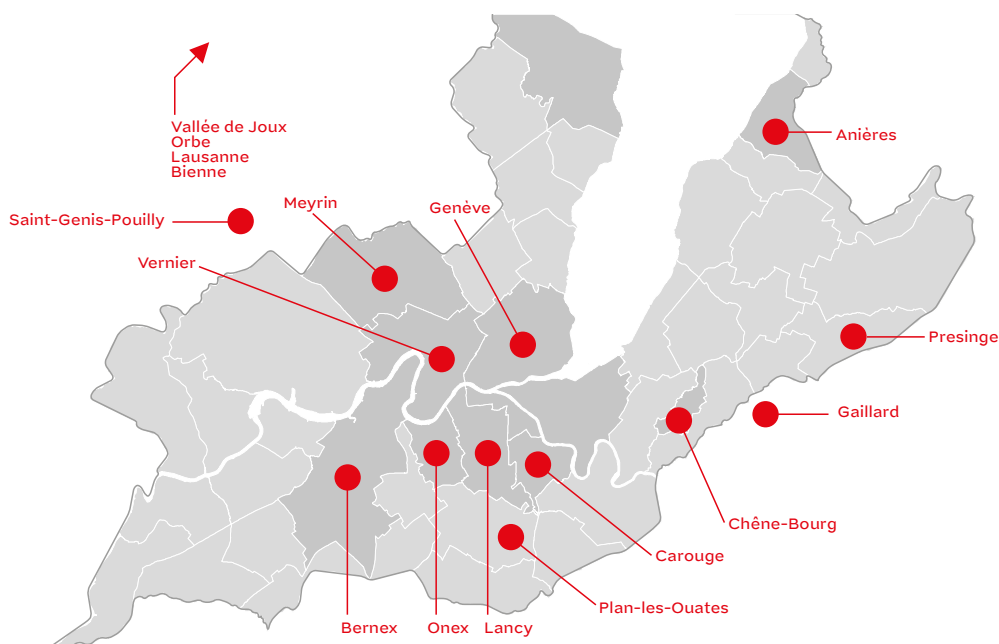 Vallée de Joux
Orbe
Lausanne
Bienne
Anières
Meyrin
Genève
Saint-Genis-Pouilly
Vernier
Presinge
Gaillard
Chêne-Bourg
Carouge
Plan-les-Ouates
Bernex
Onex
Lancy